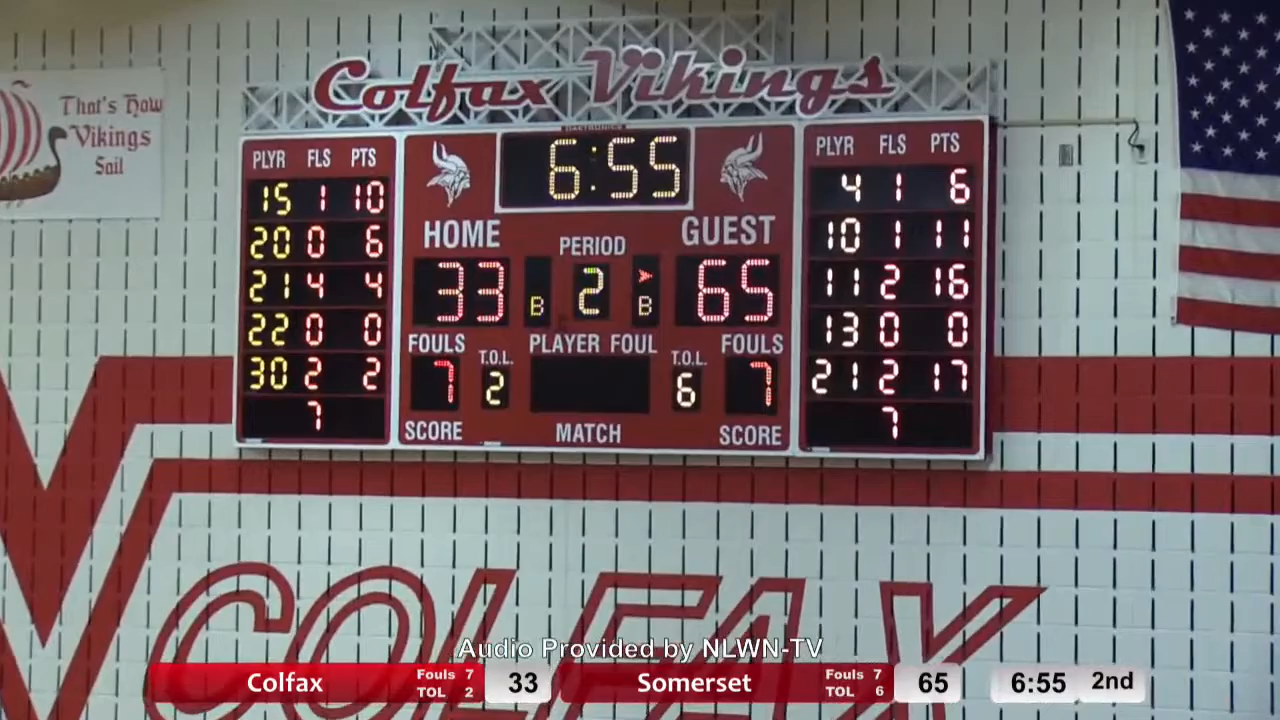 That's How
Vikings
Sail
Colfax Vikings
DAKTRONICS
PLYR FLS PTS
15 1 10
20 0 6
21 4 4
22 0 0
30 2 2
7
6:55
HOME PERIOD GUEST
33 B 2 B 65
FOULS T.O.L. PLAYER FOUL T.O.L. FOULS
7 2 6 7
SCORE MATCH SCORE
PLYR FLS PTS
4 1 6
10 1 11
11 2 16
13 0 0
21 2 17
7
COLFAX
Audio Provided by NLWN-TV
Colfax Fouls 7 TOL 2 33 Somerset Fouls 7 TOL 6 65 6:55 2nd